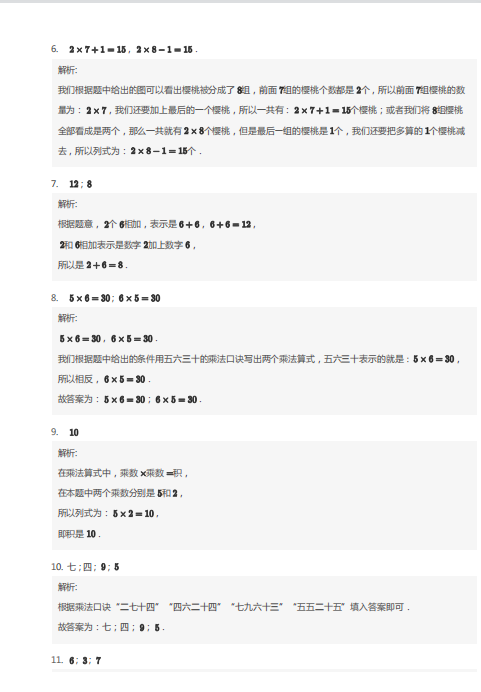 6. 2 × 7 + 1 = 15，2 × 8 − 1 = 15．
解析:
我们根据题中给出的图可以看出樱桃被分成了 8组，前面 7组的樱桃个数都是 2个，所以前面 7组樱桃的数
量为：2 × 7，我们还要加上最后的一个樱桃，所以一共有：2 × 7 + 1 = 15个樱桃；或者我们将 8组樱桃
全部看成是两个，那么一共就有 2 × 8个樱桃，但是最后一组的樱桃是 1个，我们还要把多算的 1个樱桃减
去，所以列式为：2 × 8 − 1 = 15个．
7. 12；8
解析:
根据题意，2个 6相加，表示是 6 + 6，6 + 6 = 12，
2和 6相加表示是数字 2加上数字 6，
所以是 2 + 6 = 8．
8. 5 × 6 = 30；6 × 5 = 30
解析:
5 × 6 = 30，6 × 5 = 30．
我们根据题中给出的条件用五六三十的乘法口诀写出两个乘法算式，五六三十表示的就是：5 × 6 = 30，
所以相反，6 × 5 = 30．
故答案为：5 × 6 = 30；6 × 5 = 30．
9. 10
解析:
在乘法算式中，乘数 ×乘数 =积，
在本题中两个乘数分别是 5和 2，
所以列式为：5 × 2 = 10，
即积是 10．
10. 七；四；9；5
解析:
根据乘法口诀“二七十四”“四六二十四”“七九六十三”“五五二十五”填入答案即可．
故答案为：七；四；9；5．
11. 6；3；7